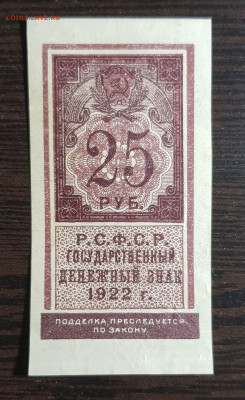 25
РУБ.
Р.С.Ф.С.Р.
ГОСУДАРСТВЕННЫЙ
ДЕНЕЖНЫЙ ЗНАК
1922 г.
ПОДДЕЛКА ПРЕСЛЕДУЕТСЯ
ПО ЗАКОНУ.